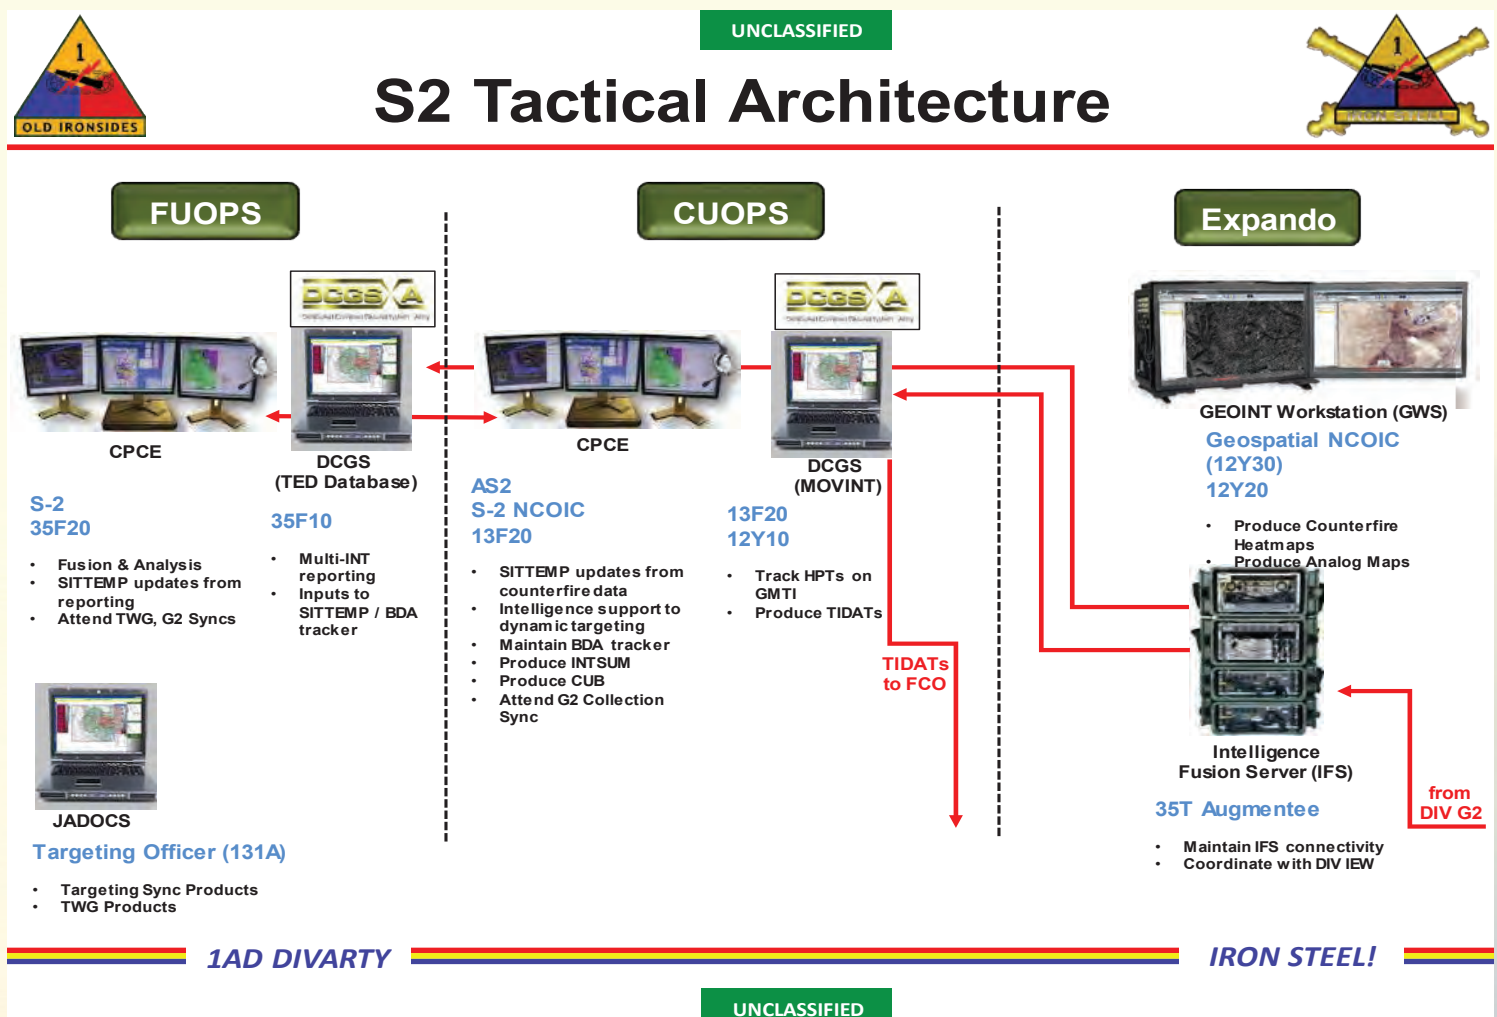 UNCLASSIFIED
1
OLD IRONSIDES
S2 Tactical Architecture
1
IRON STEEL
FUOPS
CUOPS
Expando
DCGS A
CPCE
DCGS
(TED Database)
S-2
35F20
• Fusion & Analysis
• SITTEMP updates from
reporting
• Attend TWG, G2 Syncs
35F10
• Multi-INT
reporting
• Inputs to
SITTEMP / BDA
tracker
JADOCS
Targeting Officer (131A)
• Targeting Sync Products
• TWG Products
DCGS A
CPCE
DCGS
(MOVINT)
AS2
S-2 NCOIC
13F20
• SITTEMP updates from
counterfire data
• Intelligence support to
dynamic targeting
• Maintain BDA tracker
• Produce INTSUM
• Produce CUB
• Attend G2 Collection
Sync
13F20
12Y10
• Track HPTs on
GMTI
• Produce TIDATs
TIDATs
to FCO
GEOINT Workstation (GWS)
Geospatial NCOIC
(12Y30)
12Y20
• Produce Counterfire
Heatmaps
• Produce Analog Maps
Intelligence
Fusion Server (IFS)
35T Augmentee
• Maintain IFS connectivity
• Coordinate with DIV IEW
from
DIV G2
1AD DIVARTY
IRON STEEL!
UNCLASSIFIED